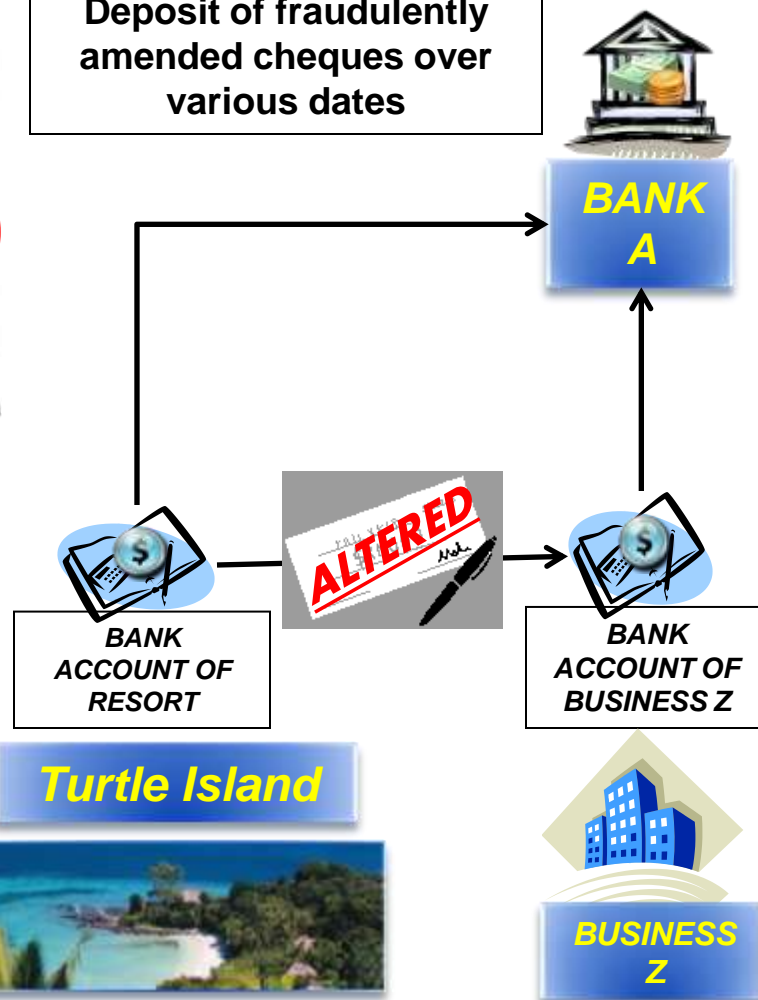 Deposit of fraudulently
amended cheques over
various dates
BANK
A
ALTERED
BANK
ACCOUNT OF
RESORT
BANK
ACCOUNT OF
BUSINESS Z
Turtle Island
BUSINESS
Z